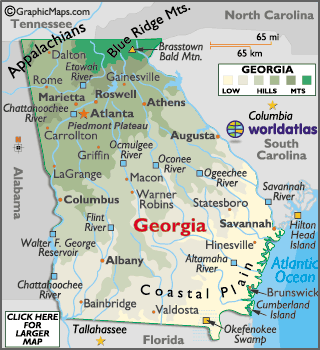 ©GraphicMaps.com
Tennessee
North Carolina
Appalachians
Blue Ridge Mts.
65 mi
65 km
Dalton
Etowah
River
Brasstown
Bald Mtn.
Rome
Gainesville
GEORGIA
LOW HILLS MTS
Marietta
Roswell
Chattahoochee
River
Atlanta
Athens
Columbia
worldatlas
Piedmont Plateau
Carrollton
Augusta
South
Carolina
Griffin
Ocmulgee
River
Oconee
River
LaGrange
Macon
Ogeechee
River
Alabama
Warner
Robins
Savannah
River
Columbus
Statesboro
Flint
River
Georgia
Savannah
Hilton
Head
Island
Walter F. George
Reservoir
Hinesville
Albany
Altamaha
River
Atlantic
Ocean
Chattahoochee
River
Coastal Plain
Brunswick
Cumberland
Island
Bainbridge
Valdosta
CLICK HERE
FOR
LARGER
MAP
Tallahassee
Florida
Okefenokee
Swamp